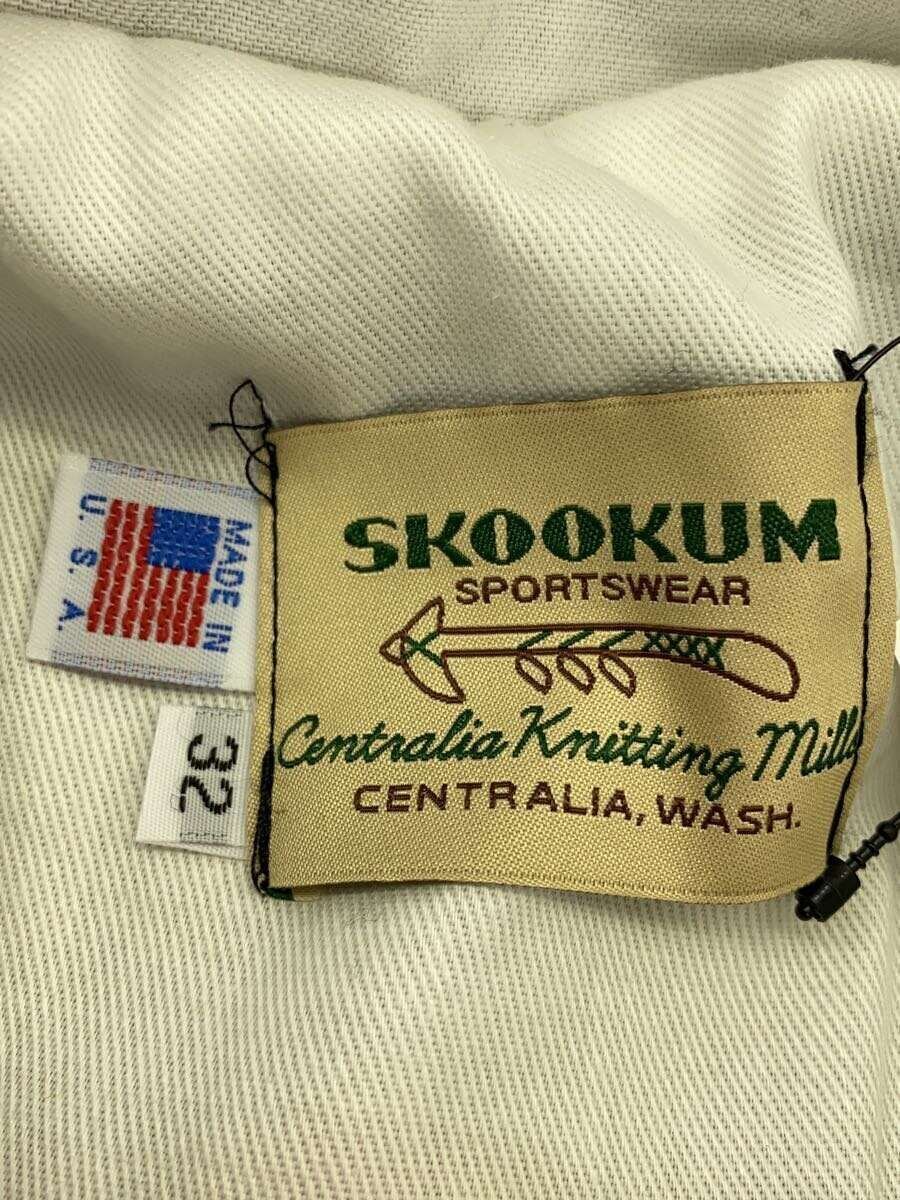 SKOOKUM
SPORTSWEAR
Centralia Knitting Mills
CENTRALIA, WASH.
MADE IN
U. S. A.
32